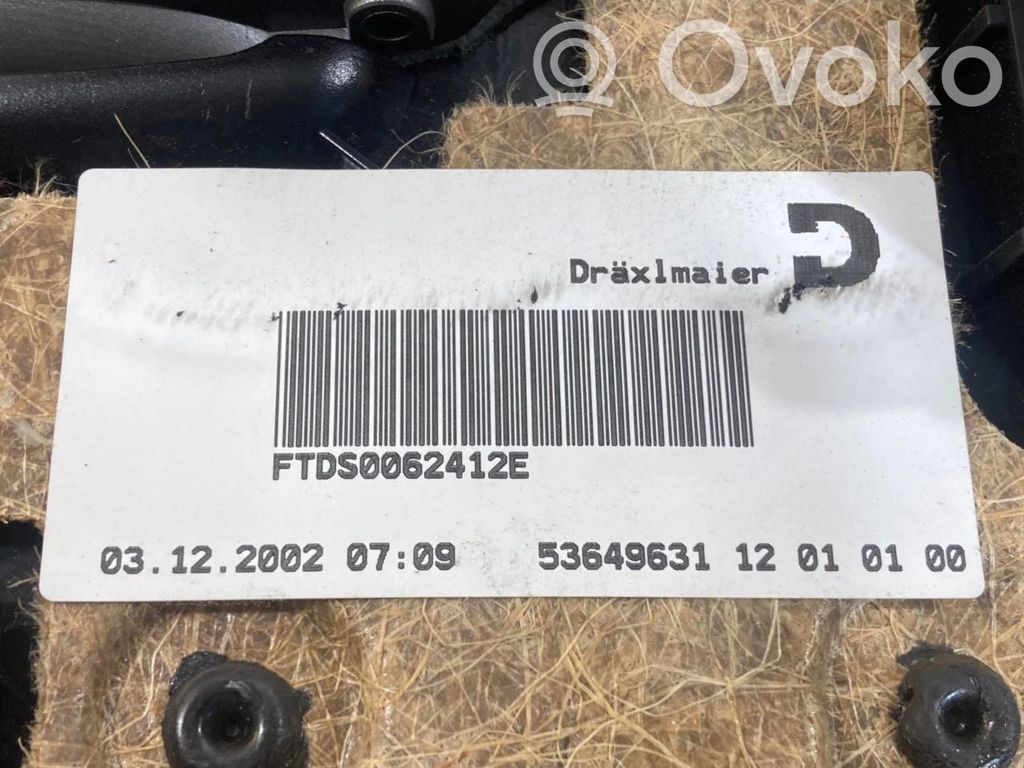 Ovoko
Dräxlmaier
FTDS0062412E
03.12.2002 07:09 53649631 12 01 01 00